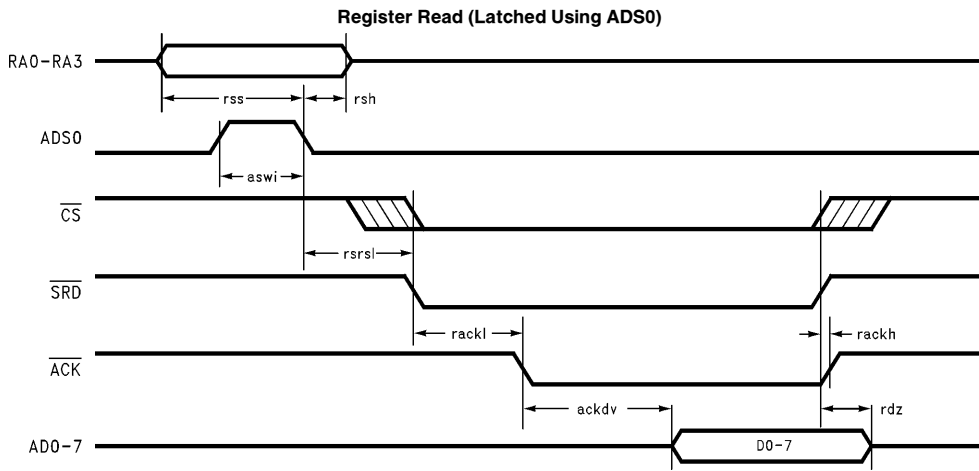 Register Read (Latched Using ADS0)
RA0-RA3
rss
rsh
ADS0
aswi
CS
rsrsl
SRD
rackl
rackh
ACK
ackdv
rdz
AD0-7
D0-7